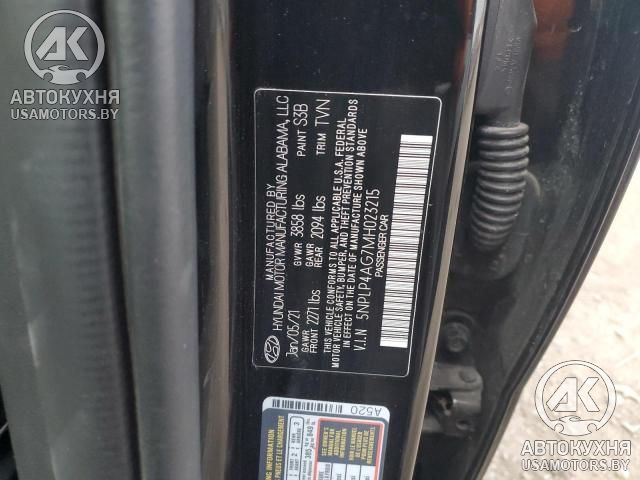 АВТОКУХНЯ
USAMOTORS.BY
MANUFACTURED BY
HYUNDAI MOTOR MANUFACTURING ALABAMA, LLC
Jan/05/21 GVWR 3858 lbs PAINT S3B
GAWR FRONT 2271 lbs GAWR REAR 2094 lbs TRIM TVN
THIS VEHICLE CONFORMS TO ALL APPLICABLE U.S.A. FEDERAL
MOTOR VEHICLE SAFETY, BUMPER, AND THEFT PREVENTION STANDARDS
IN EFFECT ON THE DATE OF MANUFACTURE SHOWN ABOVE
V.I.N 5NPLP4AG7MH023215
PASSENGER CAR
A520
АВТОКУХНЯ
USAMOTORS.BY